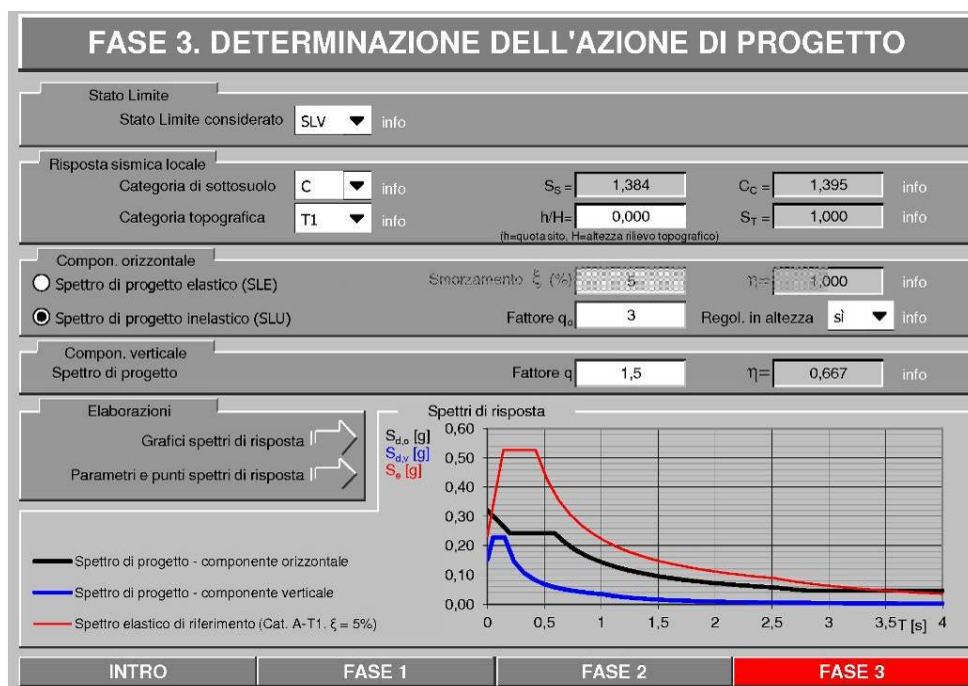 FASE 3. DETERMINAZIONE DELL'AZIONE DI PROGETTO
Stato Limite
Stato Limite considerato SLV info
Risposta sismica locale
Categoria di sottosuolo C info SS = 1,384 CC = 1,395 info
Categoria topografica T1 info h/H= 0,000 ST = 1,000 info
(h=quota sito, H=altezza rilievo topografico)
Compon. orizzontale
Spettro di progetto elastico (SLE) Smorzamento ξ (%) 5 η= 1,000 info
Spettro di progetto inelastico (SLU) Fattore qo 3 Regol. in altezza sì info
Compon. verticale
Spettro di progetto Fattore q 1,5 η= 0,667 info
Elaborazioni
Grafici spettri di risposta
Parametri e punti spettri di risposta
Spettri di risposta
Sd,o [g]
Sd,v [g]
Se [g]
0,60
0,50
0,40
0,30
0,20
0,10
0,00
0 0,5 1 1,5 2 2,5 3 3,5 T [s] 4
Spettro di progetto - componente orizzontale
Spettro di progetto - componente verticale
Spettro elastico di riferimento (Cat. A-T1, ξ = 5%)
INTRO FASE 1 FASE 2 FASE 3